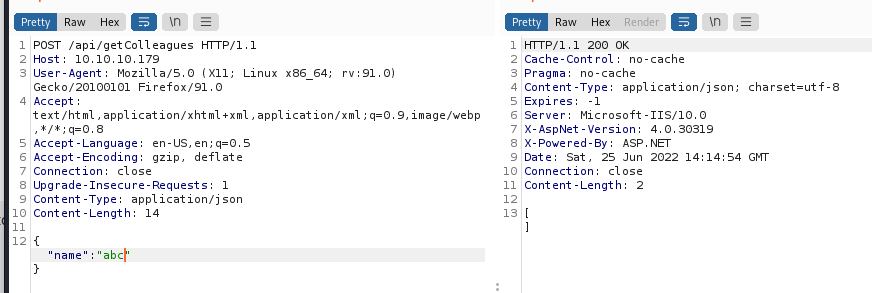 Pretty Raw Hex \n
1 POST /api/getColleagues HTTP/1.1
2 Host: 10.10.10.179
3 User-Agent: Mozilla/5.0 (X11; Linux x86_64; rv:91.0)
Gecko/20100101 Firefox/91.0
4 Accept:
text/html,application/xhtml+xml,application/xml;q=0.9,image/webp
,*/*;q=0.8
5 Accept-Language: en-US,en;q=0.5
6 Accept-Encoding: gzip, deflate
7 Connection: close
8 Upgrade-Insecure-Requests: 1
9 Content-Type: application/json
10 Content-Length: 14
11
12 {
"name":"abc"
}
Pretty Raw Hex Render \n
1 HTTP/1.1 200 OK
2 Cache-Control: no-cache
3 Pragma: no-cache
4 Content-Type: application/json; charset=utf-8
5 Expires: -1
6 Server: Microsoft-IIS/10.0
7 X-AspNet-Version: 4.0.30319
8 X-Powered-By: ASP.NET
9 Date: Sat, 25 Jun 2022 14:14:54 GMT
10 Connection: close
11 Content-Length: 2
12
13 [
]